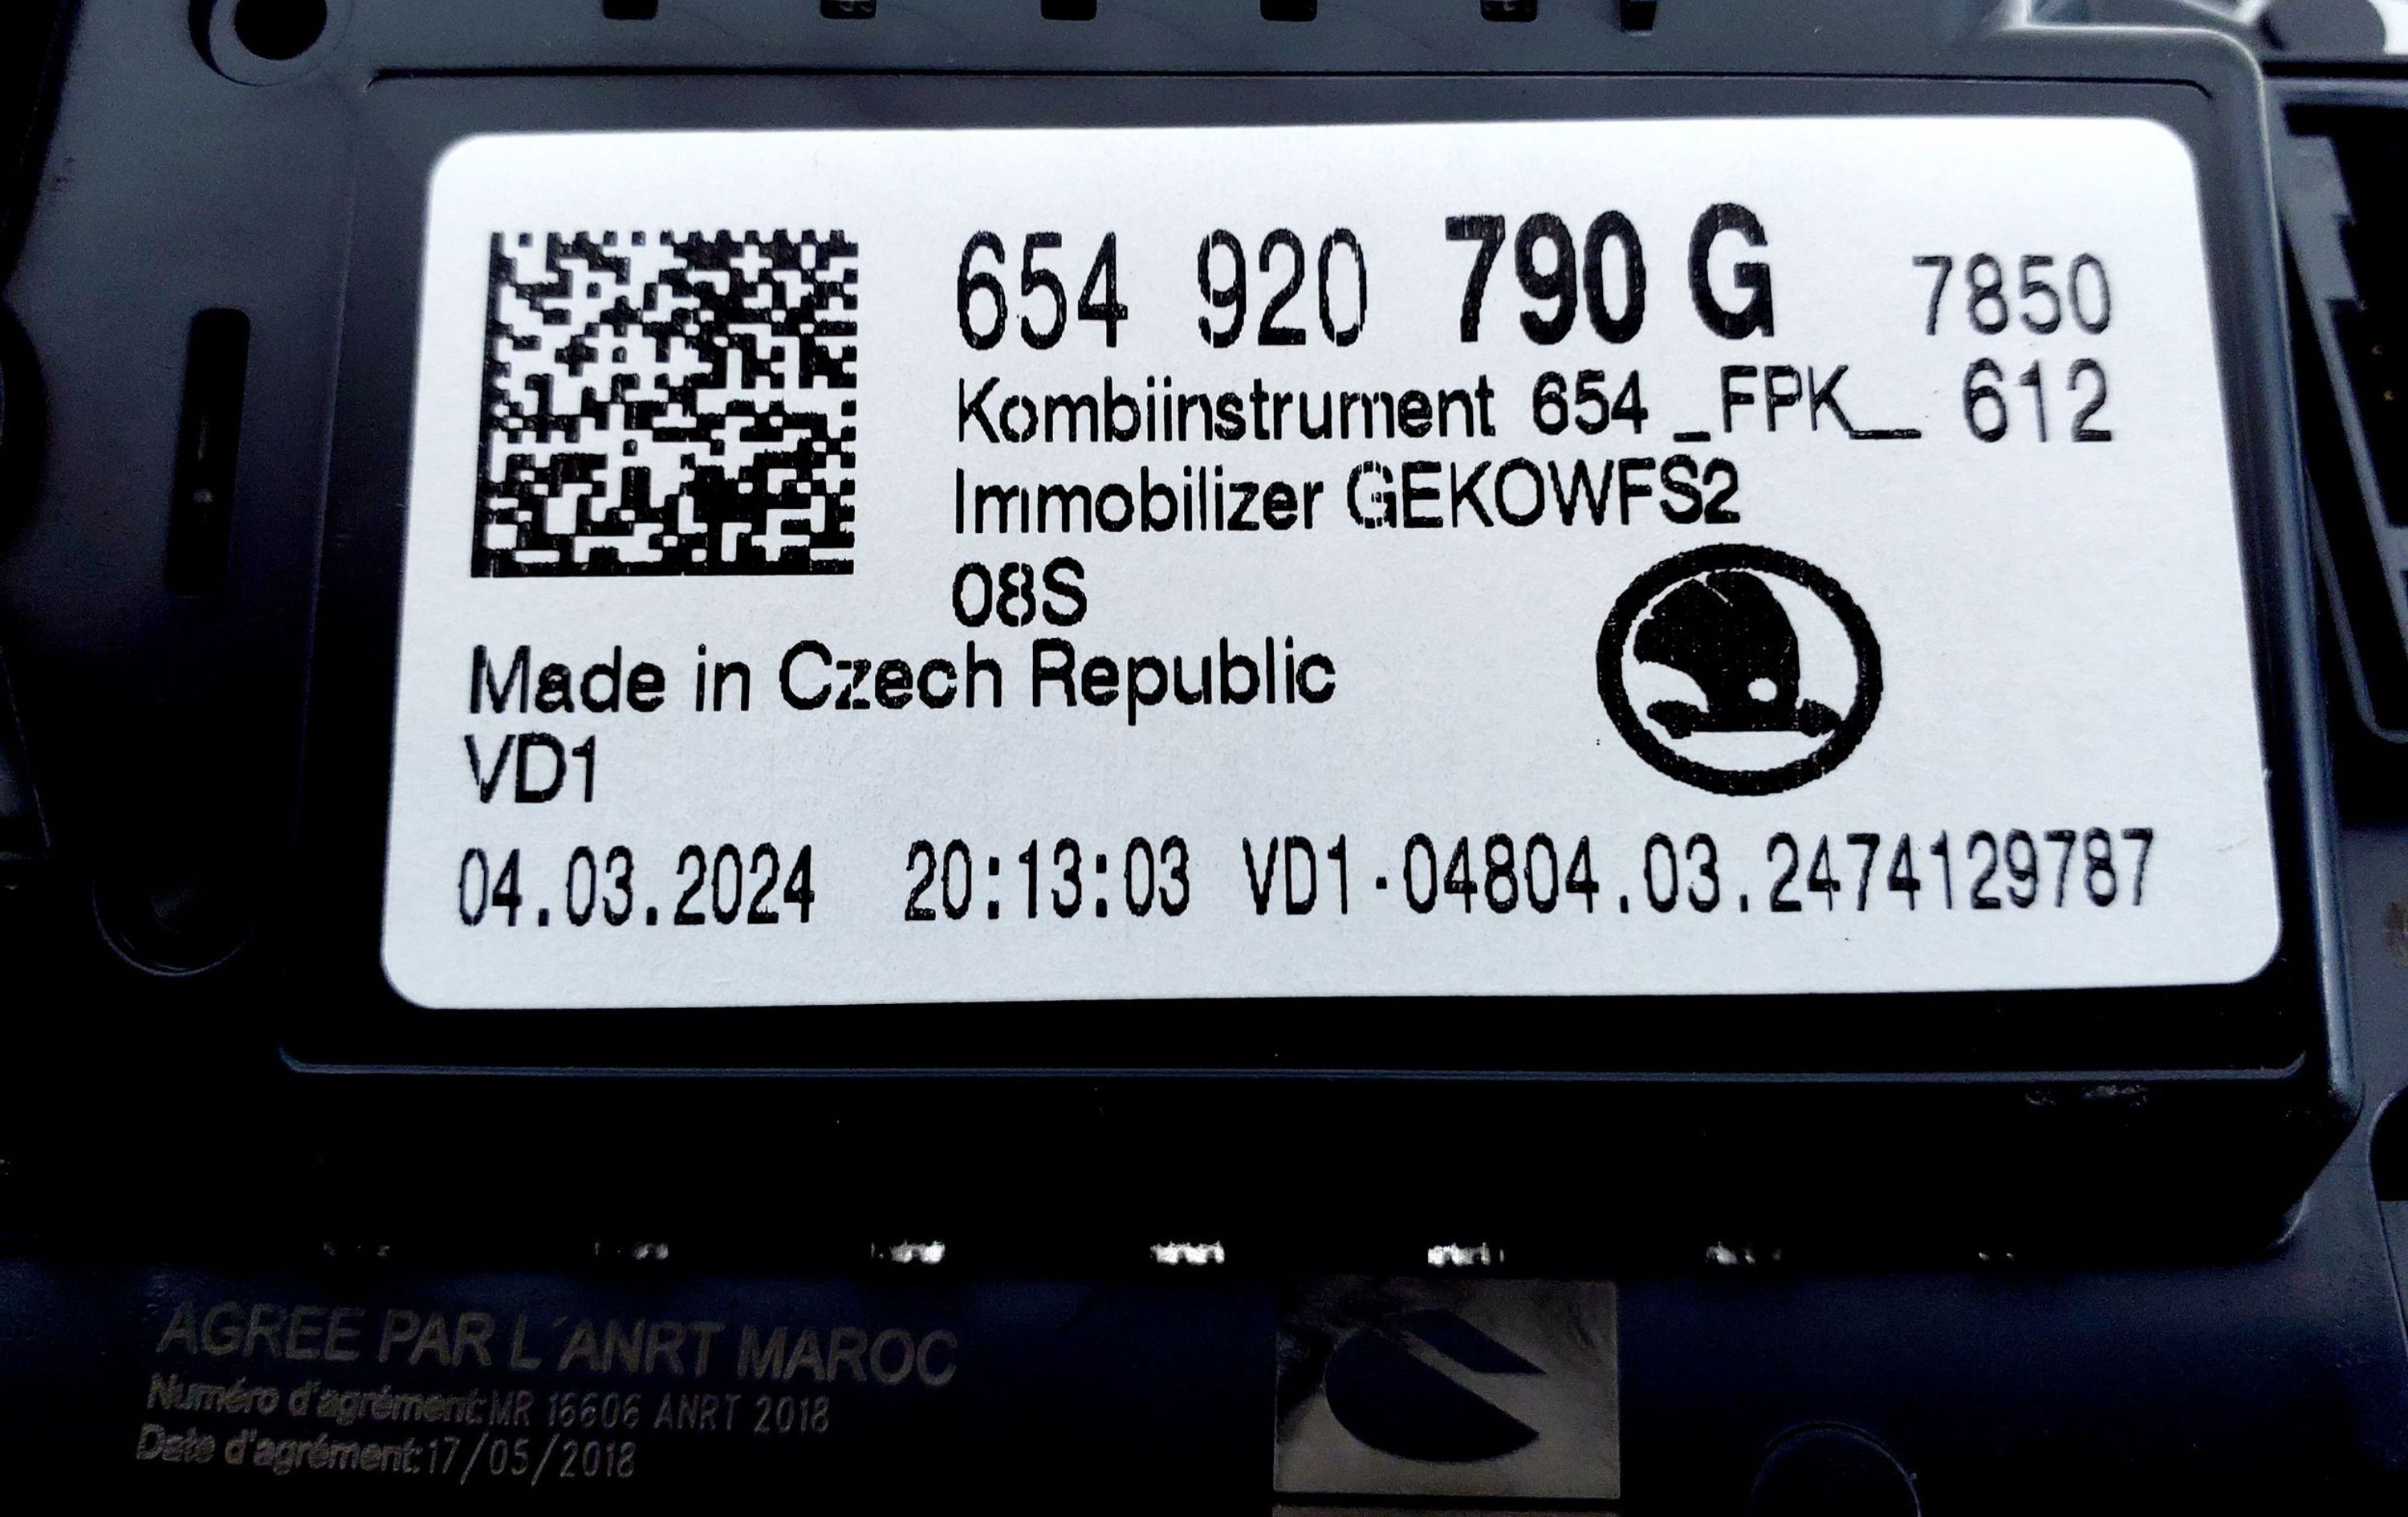 654 920 790 G 7850
Kombiinstrument 654 _FPK_ 612
Immobilizer GEKOWFS2
08S
Made in Czech Republic
VD1
04.03.2024 20:13:03 VD1-04804.03.2474129787
AGREE PAR L´ANRT MAROC
Numéro d'agrément:MR 16606 ANRT 2018
Date d'agrément:17/05/2018